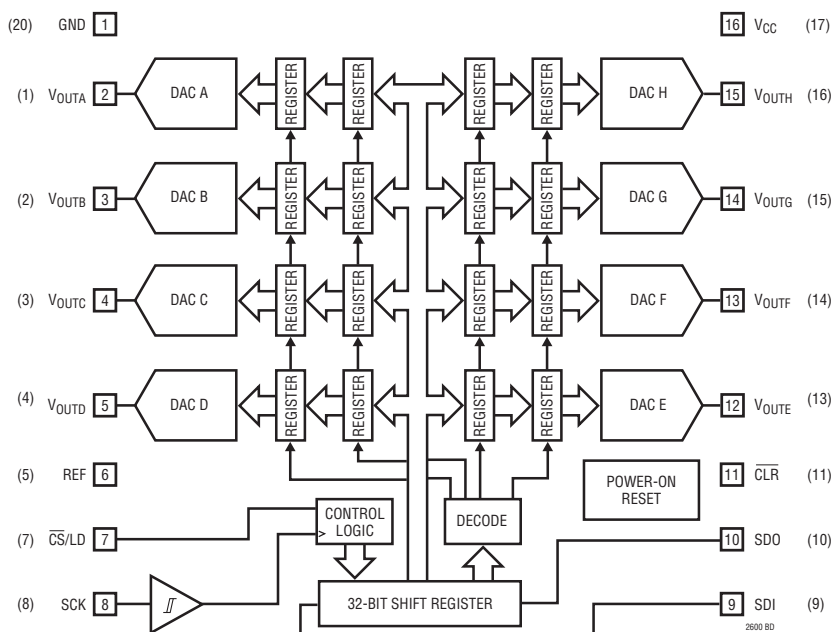 (20) GND 1
16 VCC (17)
(1) VOUTA 2 DAC A REGISTER REGISTER REGISTER REGISTER DAC H 15 VOUTH (16)
(2) VOUTB 3 DAC B REGISTER REGISTER REGISTER REGISTER DAC G 14 VOUTG (15)
(3) VOUTC 4 DAC C REGISTER REGISTER REGISTER REGISTER DAC F 13 VOUTF (14)
(4) VOUTD 5 DAC D REGISTER REGISTER REGISTER REGISTER DAC E 12 VOUTE (13)
(5) REF 6
POWER-ON
RESET
11 C̅L̅R̅ (11)
CONTROL
LOGIC
DECODE
(7) C̅S̅/LD 7
10 SDO (10)
(8) SCK 8
32-BIT SHIFT REGISTER
9 SDI (9)
2600 BD